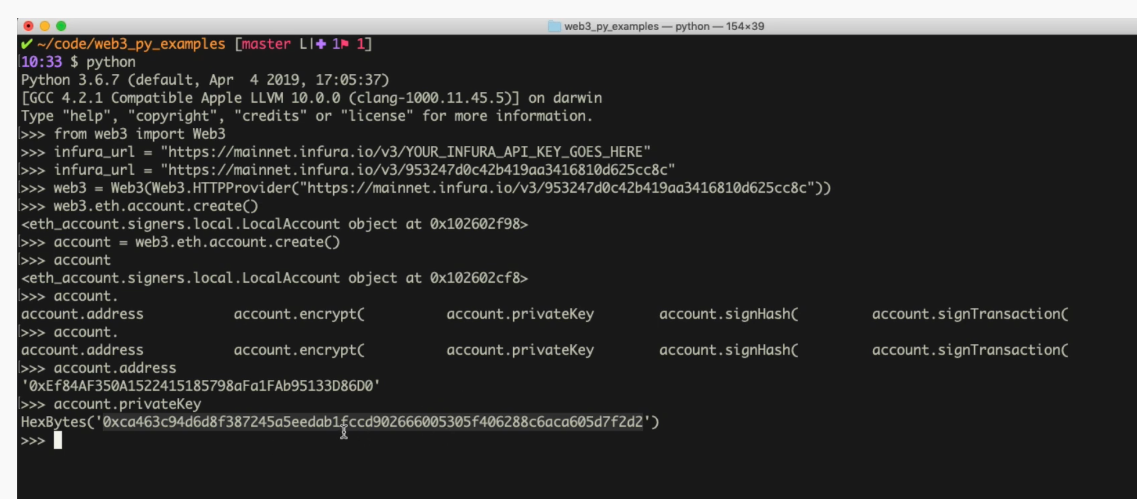 web3_py_examples — python — 154×39
✔ ~/code/web3_py_examples [master L|✚ 1⚑ 1]
10:33 $ python
Python 3.6.7 (default, Apr  4 2019, 17:05:37)
[GCC 4.2.1 Compatible Apple LLVM 10.0.0 (clang-1000.11.45.5)] on darwin
Type "help", "copyright", "credits" or "license" for more information.
>>> from web3 import Web3
>>> infura_url = "https://mainnet.infura.io/v3/YOUR_INFURA_API_KEY_GOES_HERE"
>>> infura_url = "https://mainnet.infura.io/v3/953247d0c42b419aa3416810d625cc8c"
>>> web3 = Web3(Web3.HTTPProvider("https://mainnet.infura.io/v3/953247d0c42b419aa3416810d625cc8c"))
>>> web3.eth.account.create()
<eth_account.signers.local.LocalAccount object at 0x102602f98>
>>> account = web3.eth.account.create()
>>> account
<eth_account.signers.local.LocalAccount object at 0x102602cf8>
>>> account.
account.address account.encrypt( account.privateKey account.signHash( account.signTransaction(
>>> account.
account.address account.encrypt( account.privateKey account.signHash( account.signTransaction(
>>> account.address
'0xEf84AF350A1522415185798aFa1FAb95133D86D0'
>>> account.privateKey
HexBytes('0xca463c94d6d8f387245a5eedab1fccd902666005305f406288c6aca605d7f2d2')
>>>